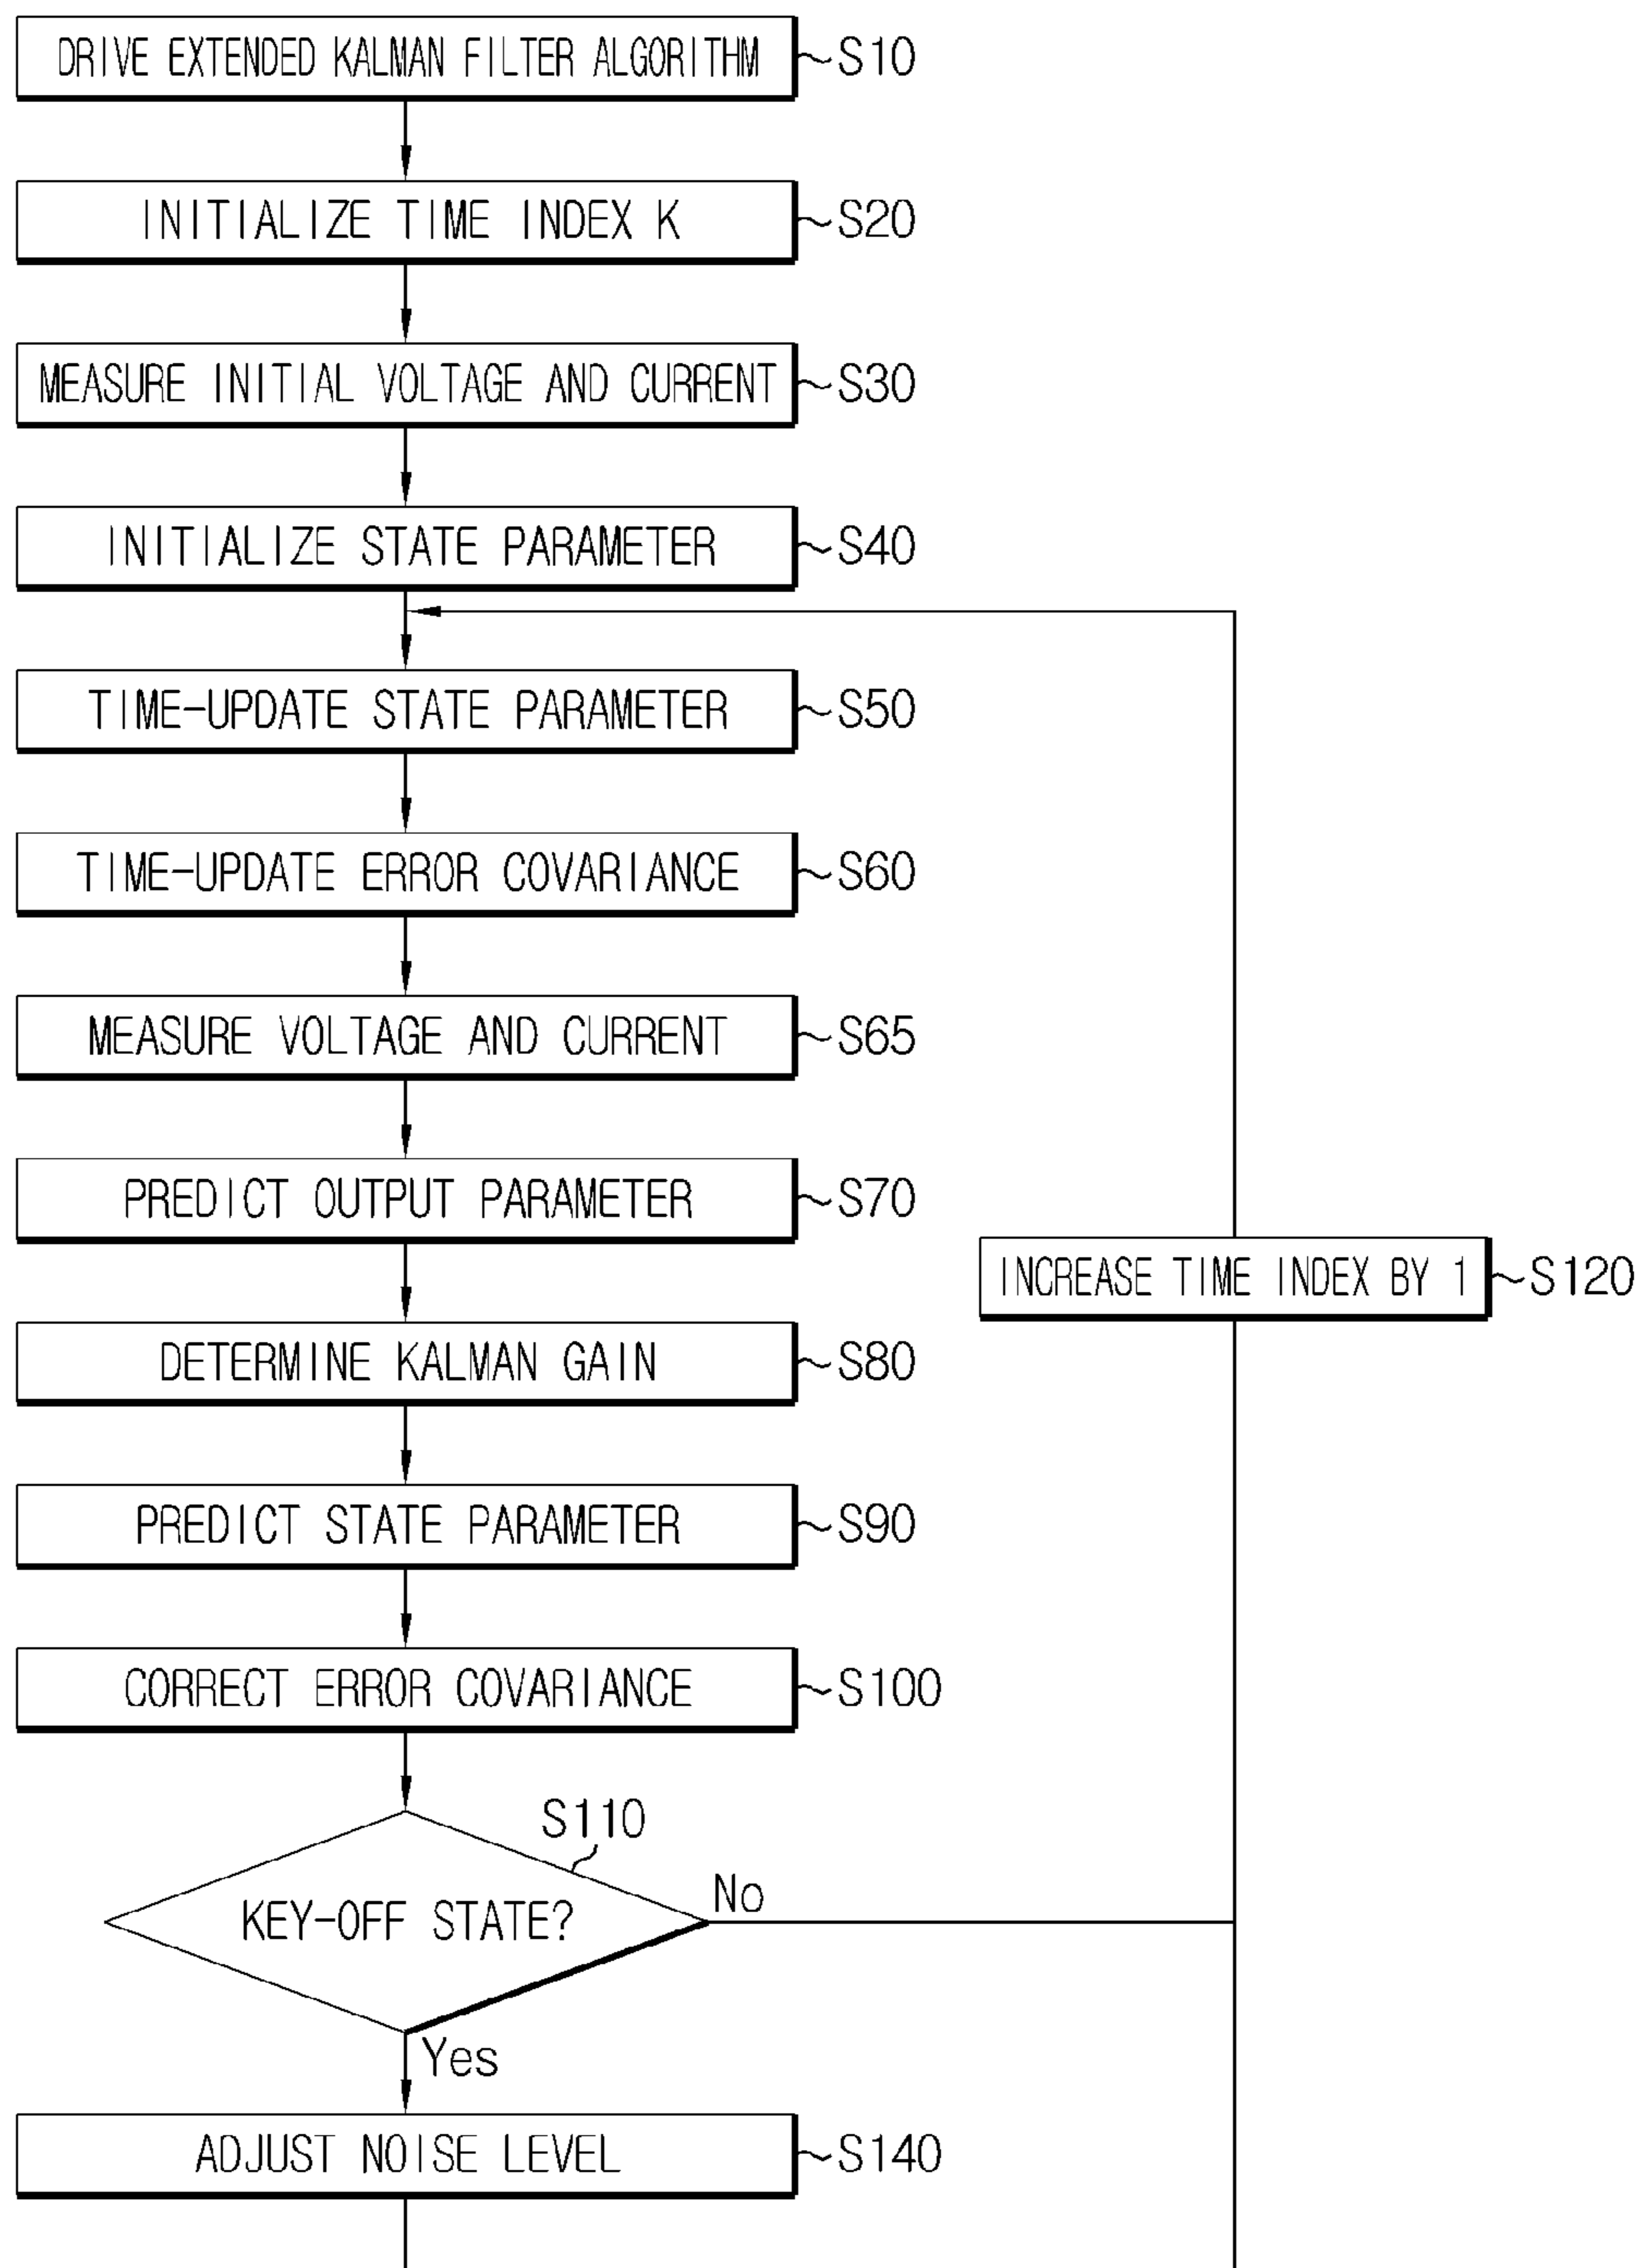 DRIVE EXTENDED KALMAN FILTER ALGORITHM S10
INITIALIZE TIME INDEX K S20
MEASURE INITIAL VOLTAGE AND CURRENT S30
INITIALIZE STATE PARAMETER S40
TIME-UPDATE STATE PARAMETER S50
TIME-UPDATE ERROR COVARIANCE S60
MEASURE VOLTAGE AND CURRENT S65
PREDICT OUTPUT PARAMETER S70
INCREASE TIME INDEX BY 1 S120
DETERMINE KALMAN GAIN S80
PREDICT STATE PARAMETER S90
CORRECT ERROR COVARIANCE S100
S110
No
KEY-OFF STATE?
Yes
ADJUST NOISE LEVEL S140